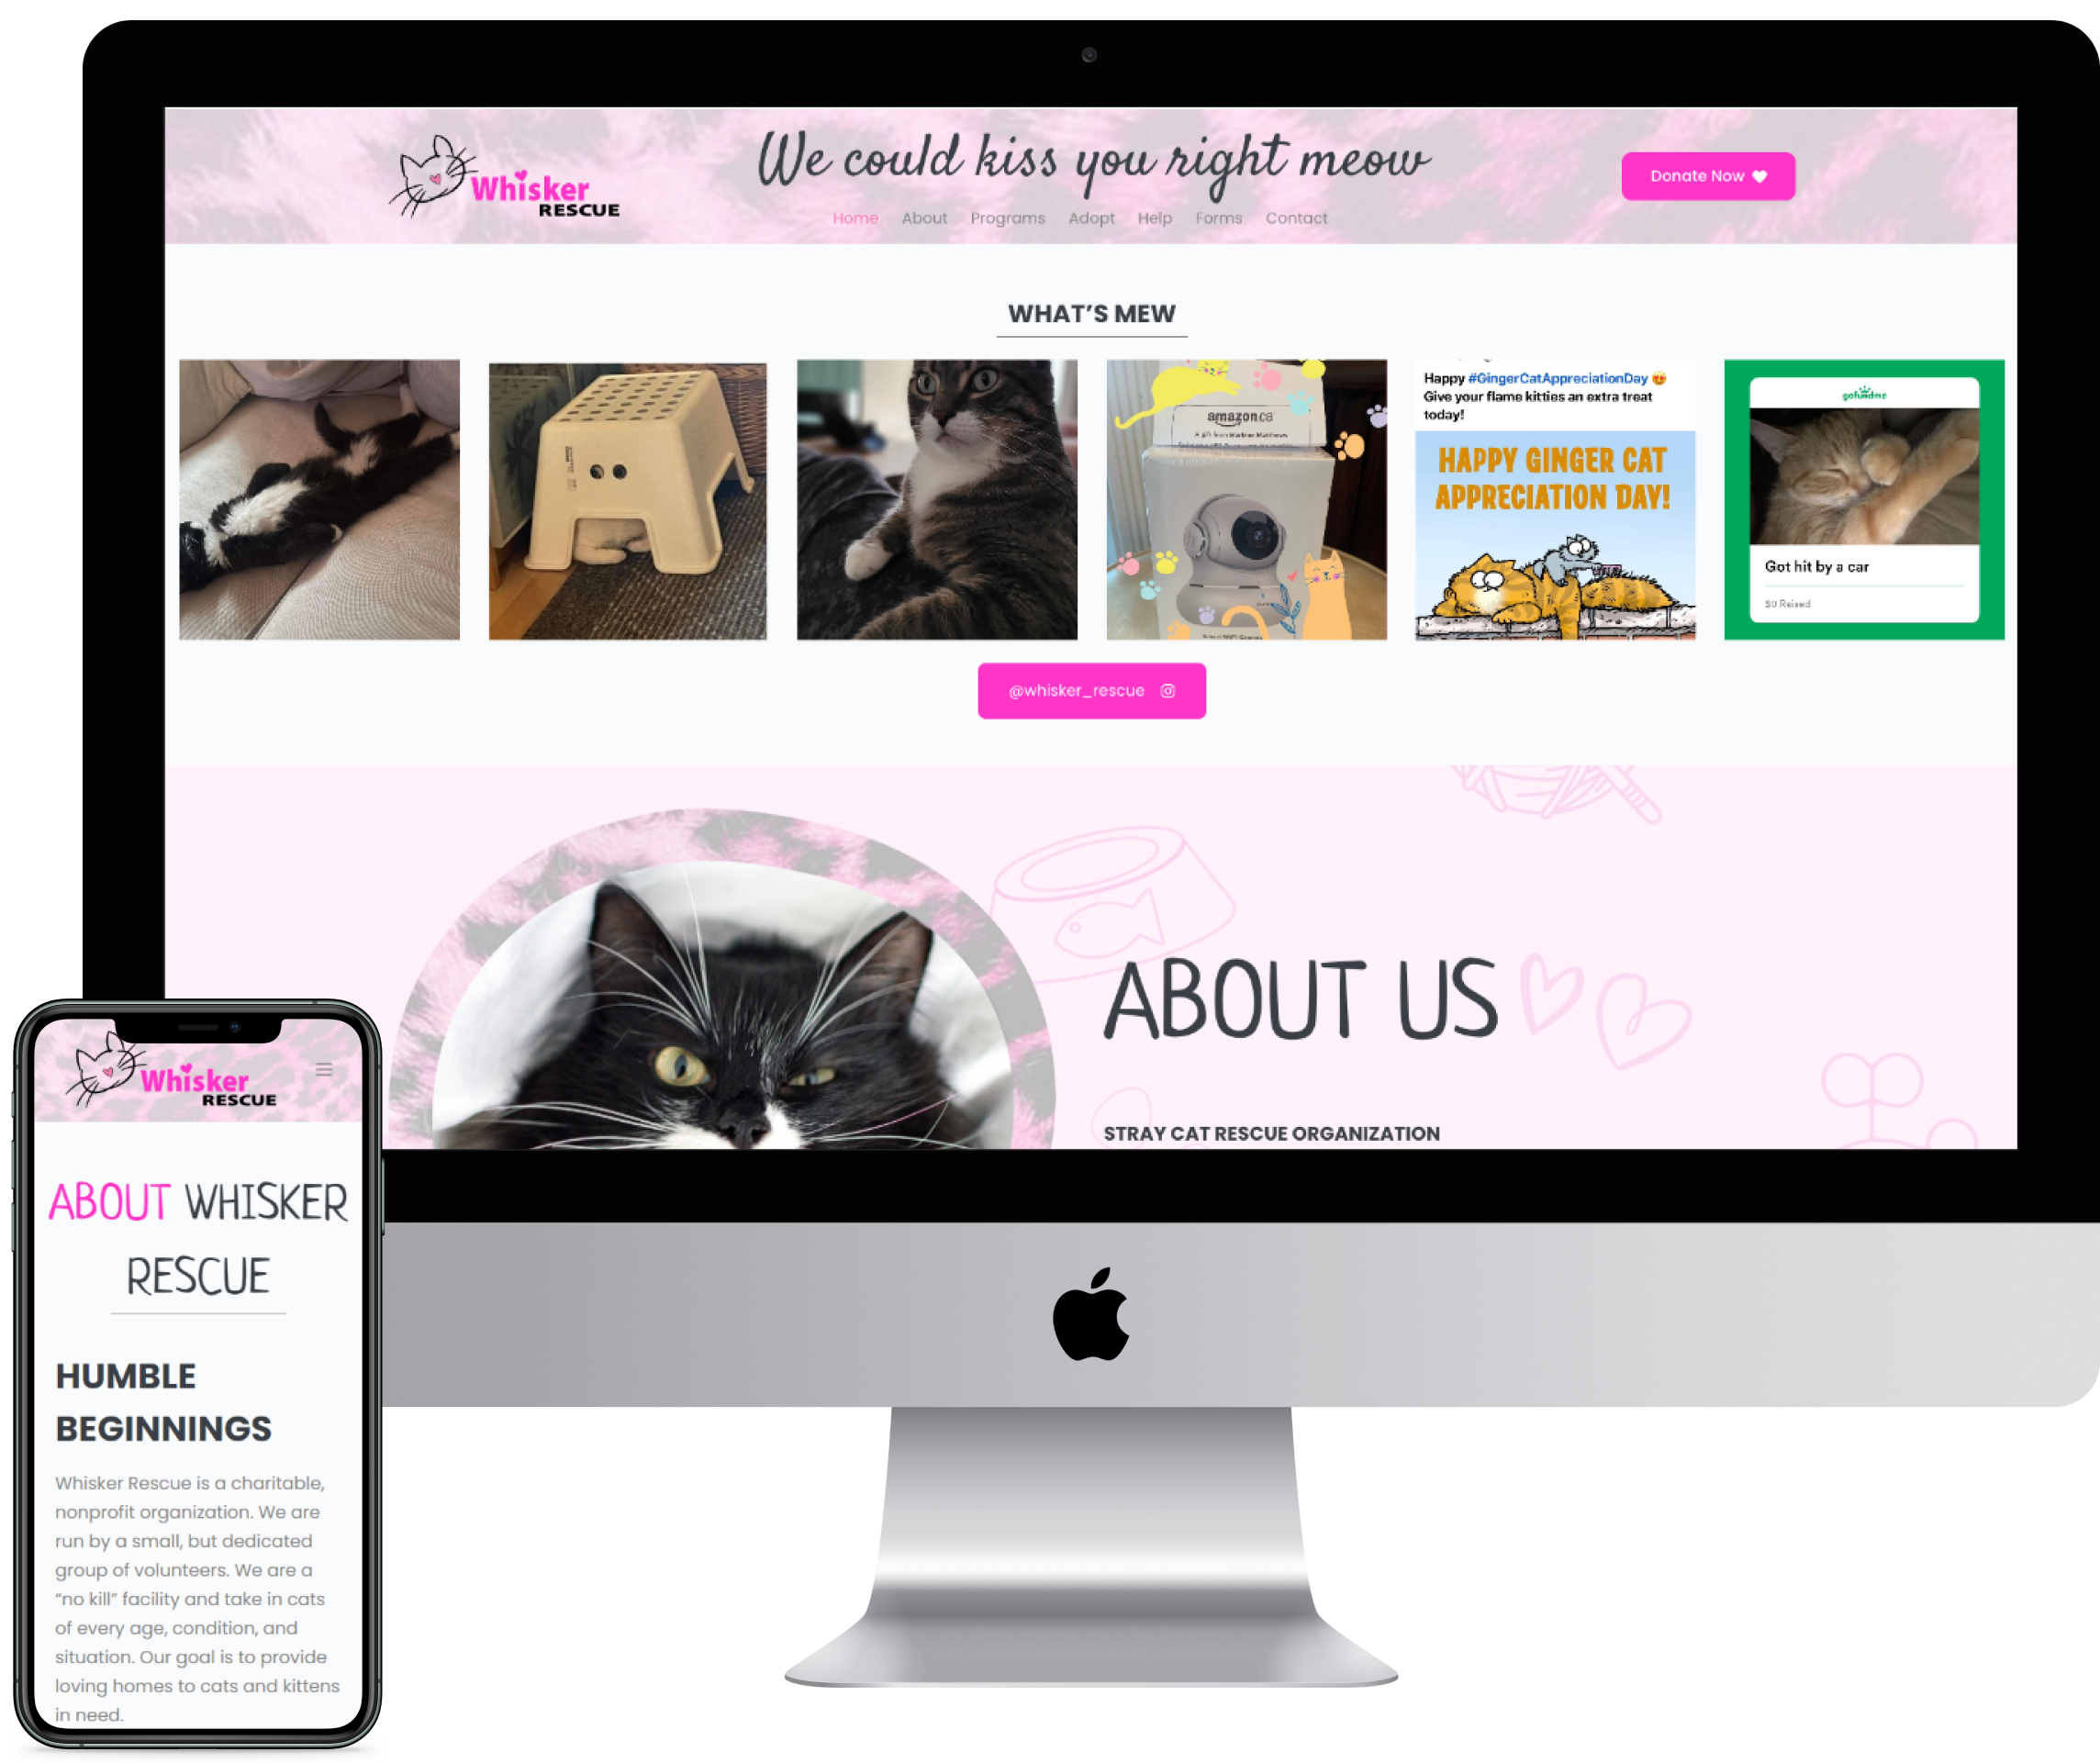 Whisker
RESCUE
We could kiss you right meow
Home About Programs Adopt Help Forms Contact
Donate Now
WHAT'S MEW
amazon.ca
A gift from Marlene Matthews
Happy #GingerCatAppreciationDay
Give your flame kitties an extra treat
today!
HAPPY GINGER CAT
APPRECIATION DAY!
gofundme
Got hit by a car
$0 Raised
@whisker_rescue
ABOUT US
STRAY CAT RESCUE ORGANIZATION
Whisker
RESCUE
ABOUT WHISKER
RESCUE
HUMBLE
BEGINNINGS
Whisker Rescue is a charitable,
nonprofit organization. We are
run by a small, but dedicated
group of volunteers. We are a
“no kill” facility and take in cats
of every age, condition, and
situation. Our goal is to provide
loving homes to cats and kittens
in need.